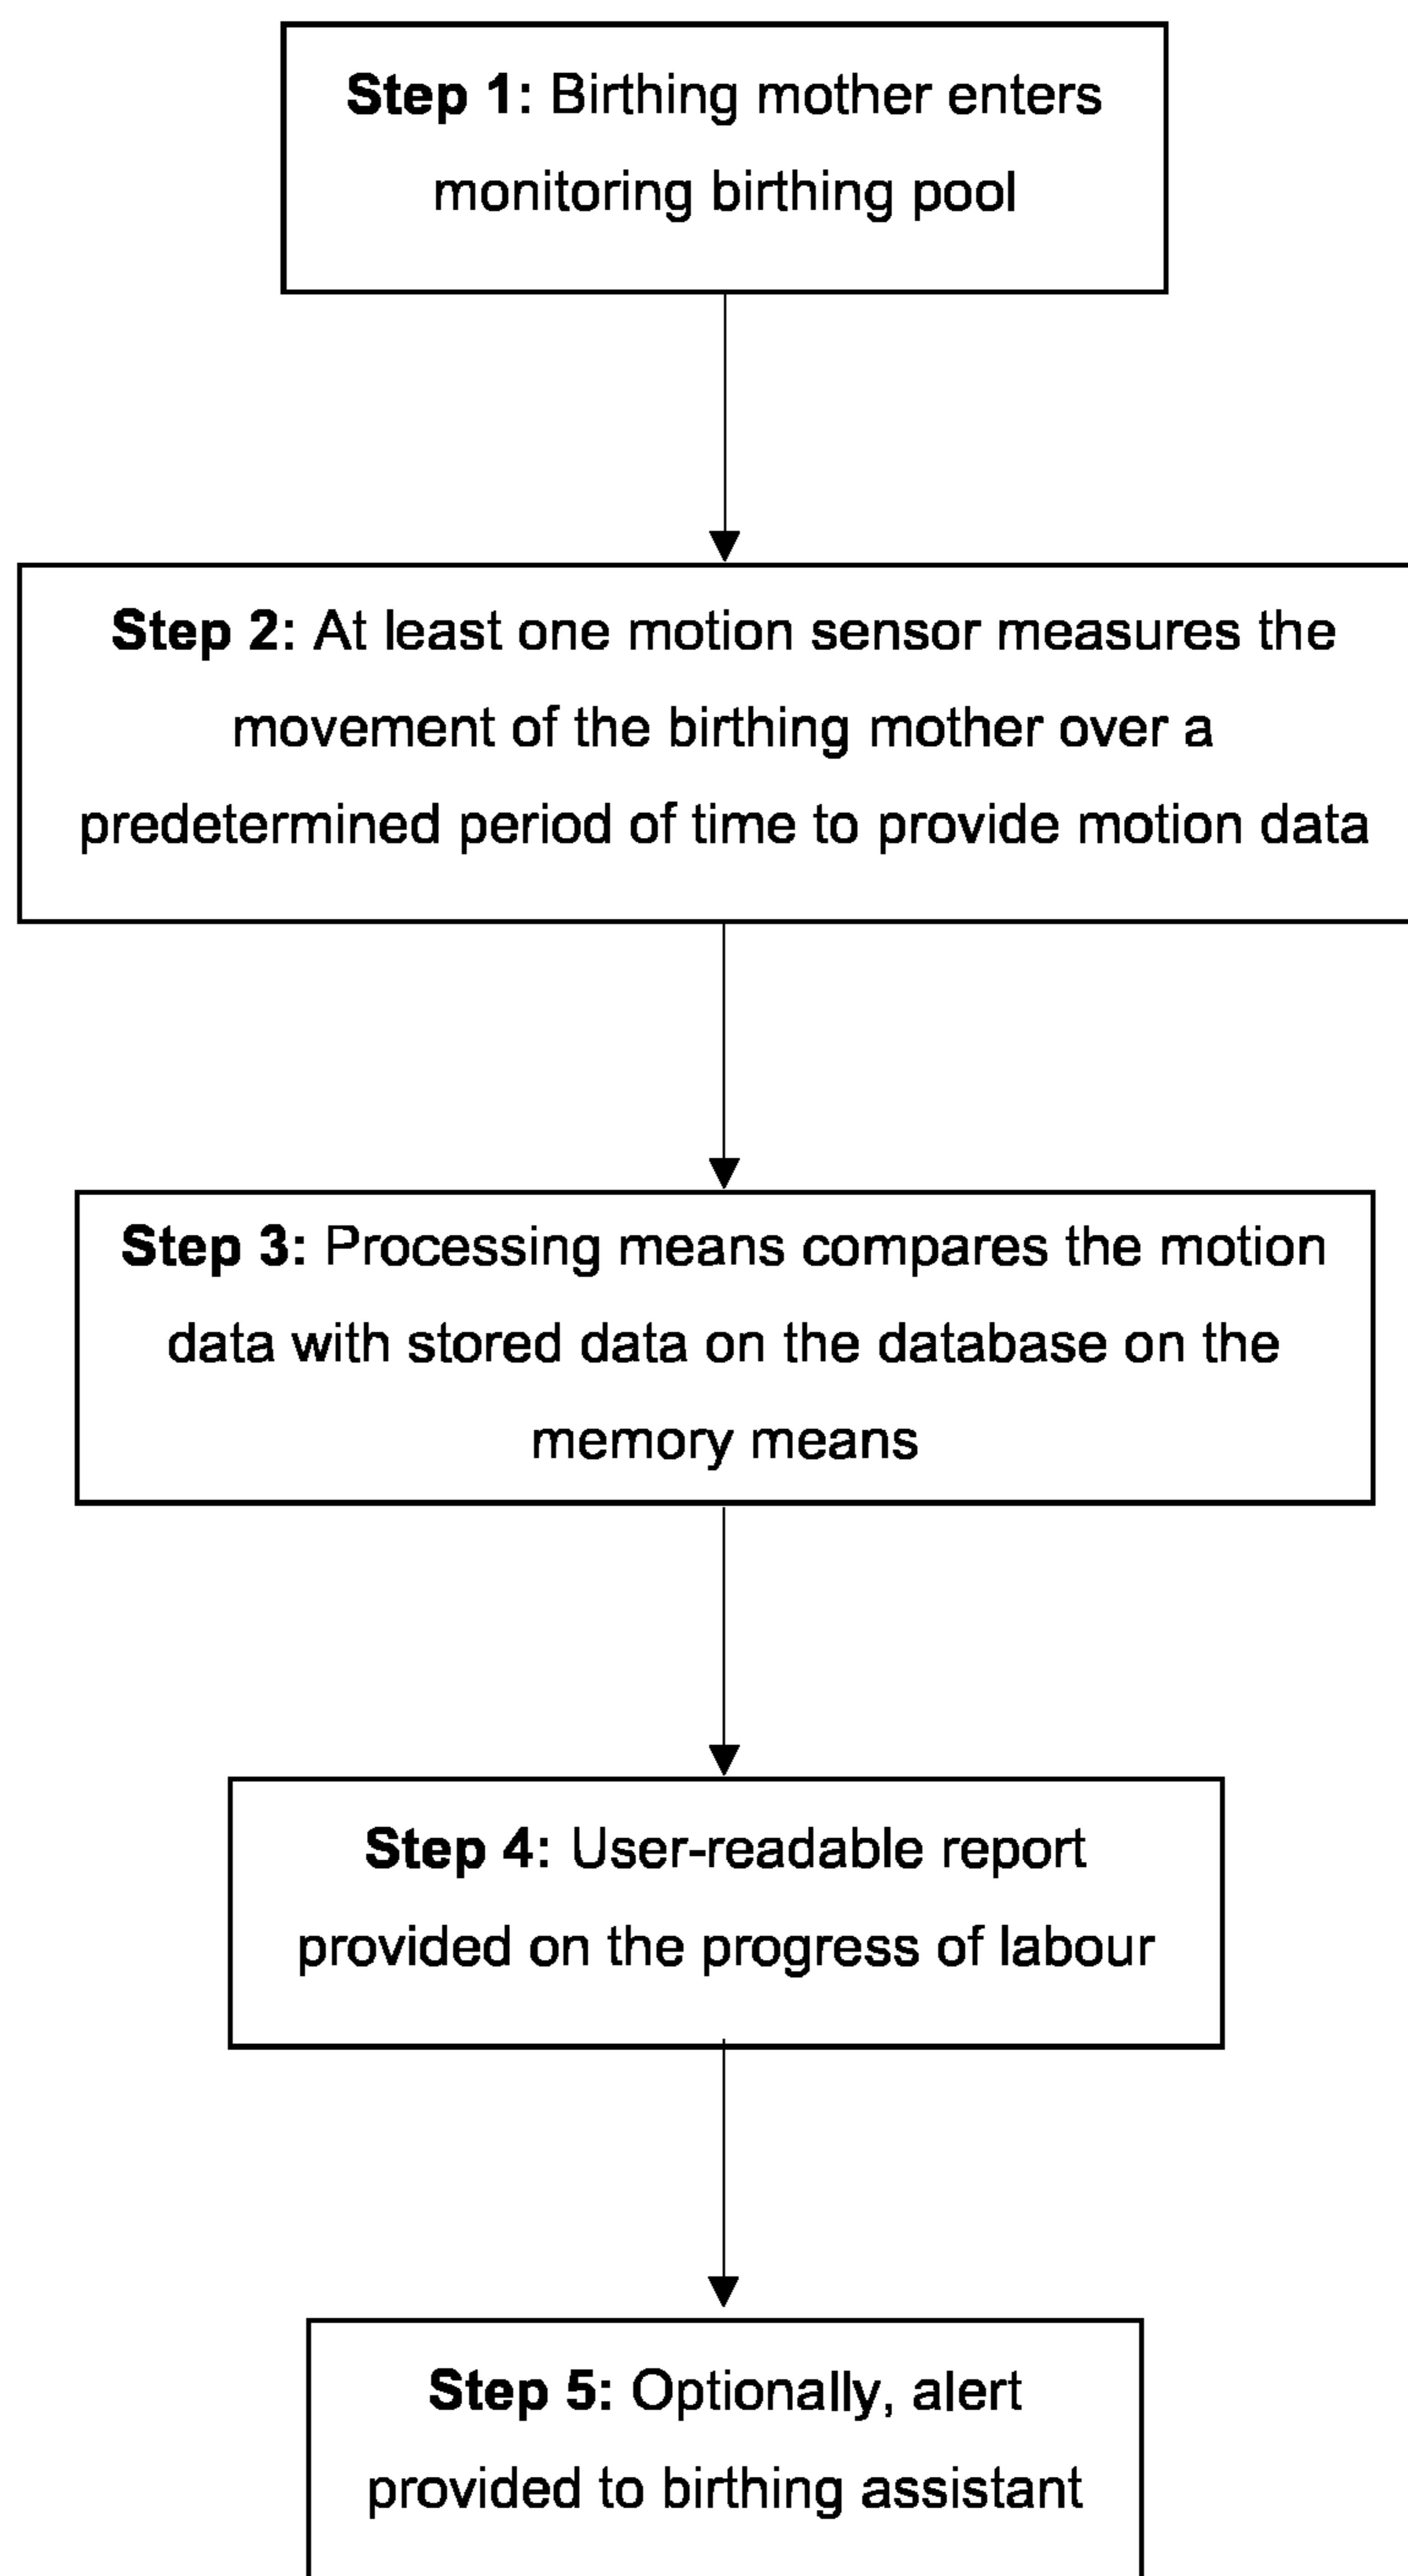 Step 1: Birthing mother enters
monitoring birthing pool
Step 2: At least one motion sensor measures the
movement of the birthing mother over a
predetermined period of time to provide motion data
Step 3: Processing means compares the motion
data with stored data on the database on the
memory means
Step 4: User-readable report
provided on the progress of labour
Step 5: Optionally, alert
provided to birthing assistant